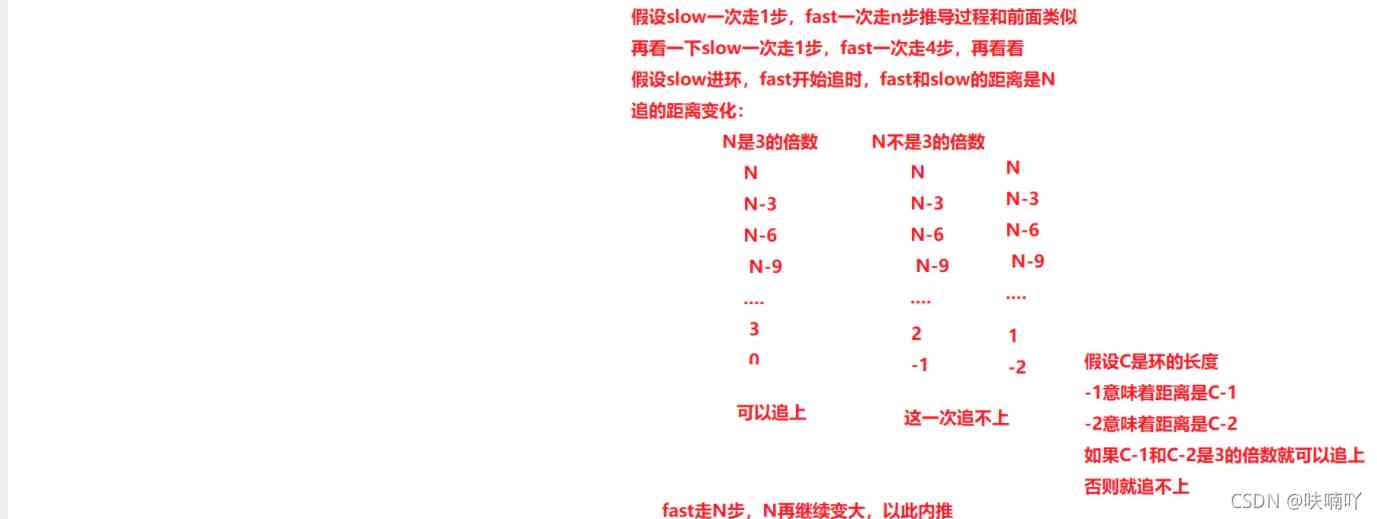 假设slow一次走1步，fast一次走n步推导过程和前面类似
再看一下slow一次走1步，fast一次走4步，再看看
假设slow进环，fast开始追时，fast和slow的距离是N
追的距离变化：
N是3的倍数
N
N-3
N-6
N-9
....
3
0
可以追上
N不是3的倍数
N
N-3
N-6
N-9
....
2
-1
N
N-3
N-6
N-9
....
1
-2
这一次追不上
假设C是环的长度
-1意味着距离是C-1
-2意味着距离是C-2
如果C-1和C-2是3的倍数就可以追上
否则就追不上
fast走N步，N再继续变大，以此内推
CSDN @呋喃吖